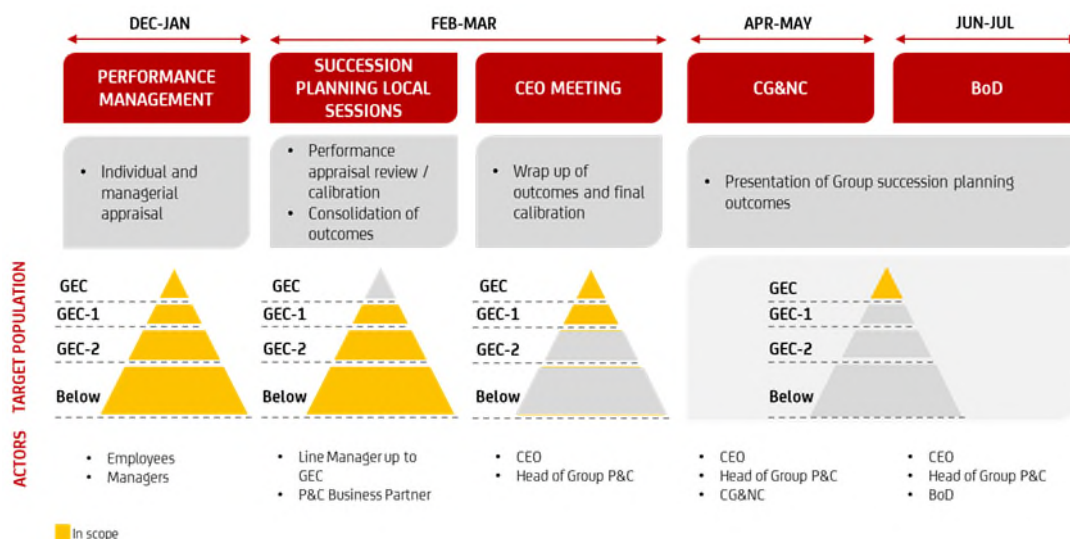 DEC-JAN
FEB-MAR
APR-MAY
JUN-JUL
PERFORMANCE
MANAGEMENT
SUCCESSION
PLANNING LOCAL
SESSIONS
CEO MEETING
CG&NC
BoD
• Individual and
managerial
appraisal
• Performance
appraisal review /
calibration
• Consolidation of
outcomes
• Wrap up of
outcomes and final
calibration
• Presentation of Group succession planning
outcomes
TARGET POPULATION
GEC
GEC-1
GEC-2
Below
GEC
GEC-1
GEC-2
Below
GEC
GEC-1
GEC-2
Below
GEC
GEC-1
GEC-2
Below
ACTORS
• Employees
• Managers
• Line Manager up to
GEC
• P&C Business Partner
• CEO
• Head of Group P&C
• CEO
• Head of Group P&C
• CG&NC
• CEO
• Head of Group P&C
• BoD
In scope